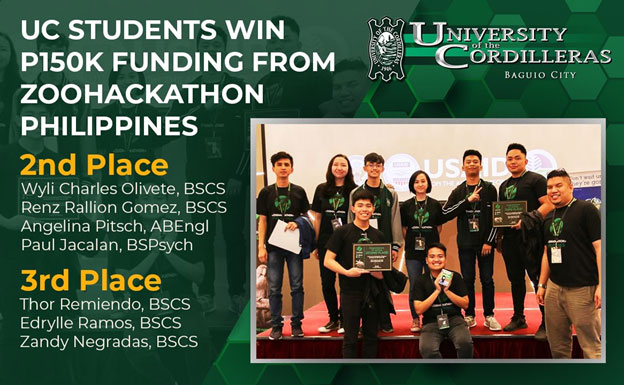 UC STUDENTS WIN
P150K FUNDING FROM
ZOOHACKATHON
PHILIPPINES
2nd Place
Wyli Charles Olivete, BSCS
Renz Rallion Gomez, BSCS
Angelina Pitsch, ABEngl
Paul Jacalan, BSPsych
3rd Place
Thor Remiendo, BSCS
Edrylle Ramos, BSCS
Zandy Negradas, BSCS
UNIVERSITY
of the
CORDILLERAS
BAGUIO CITY
USAID